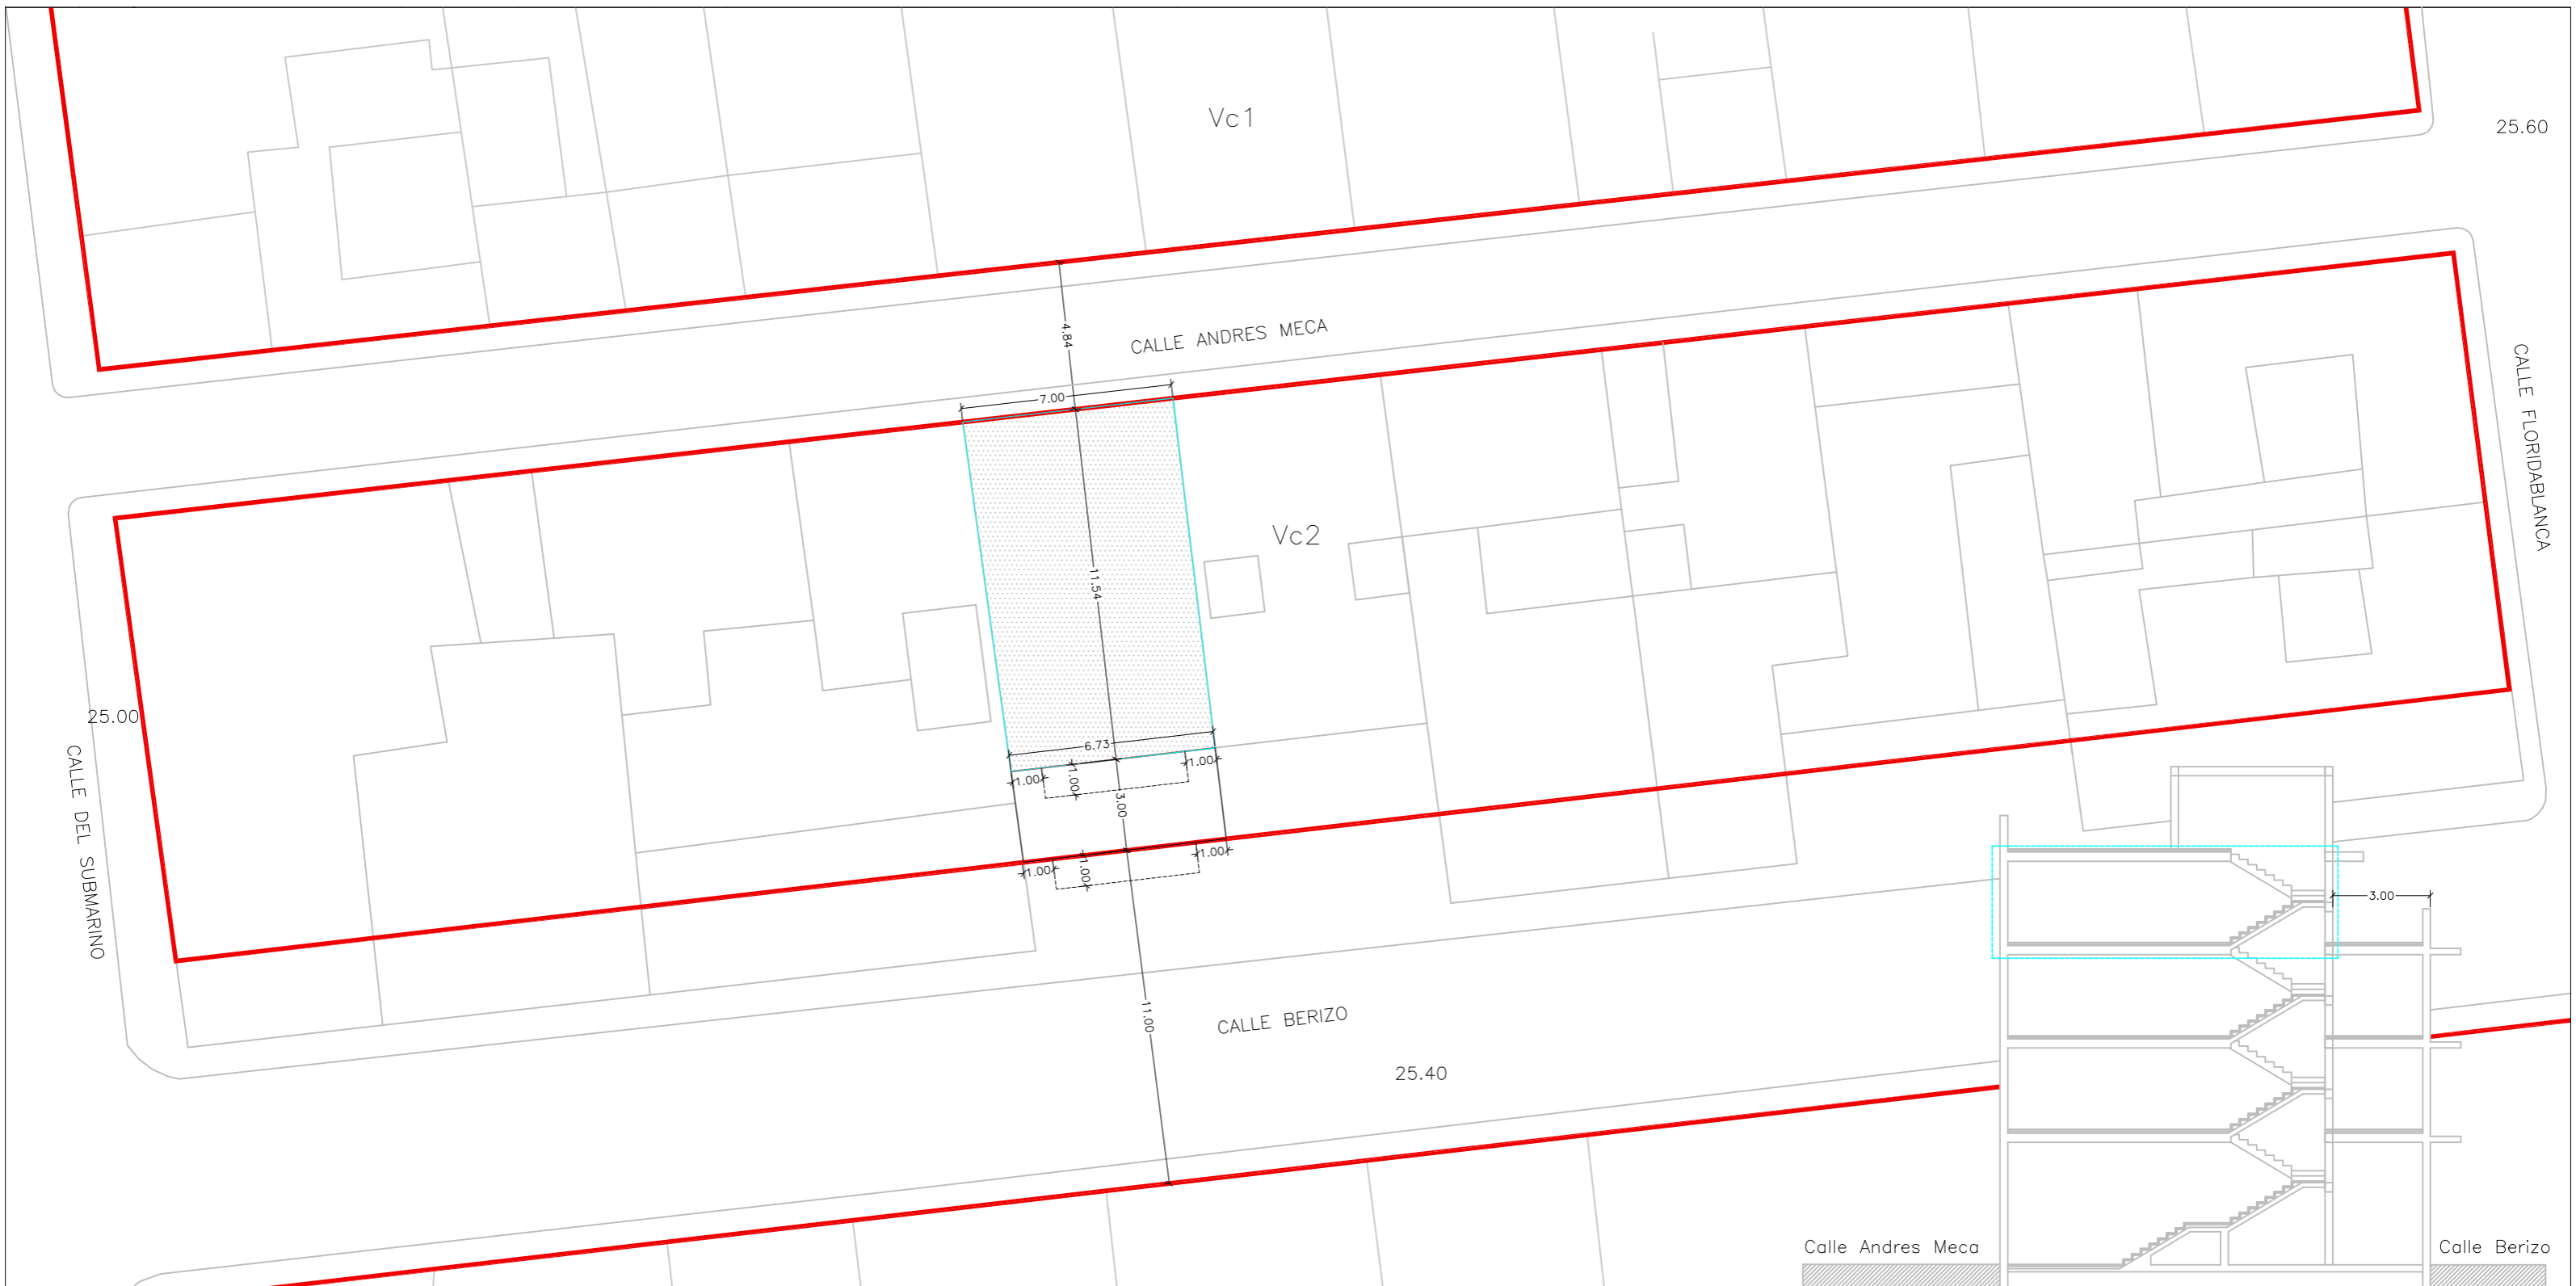 Vc1
25.60
4.84
CALLE ANDRES MECA
7.00
CALLE FLORIDABLANCA
Vc2
11.54
25.00
6.73
1.00
1.00
1.00
3.00
CALLE DEL SUBMARINO
1.00
1.00
1.00
3.00
11.00
CALLE BERIZO
25.40
Calle Andres Meca
Calle Berizo